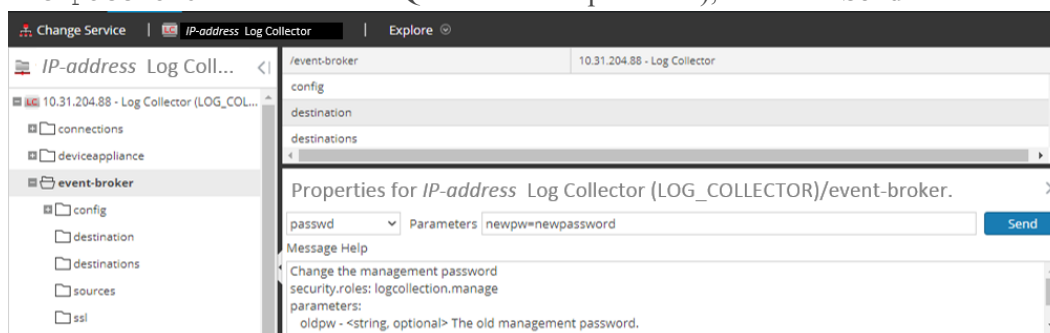 Change Service | LC IP-address Log Collector | Explore
IP-address Log Coll...
/event-broker 10.31.204.88 - Log Collector
config
destination
destinations
LC 10.31.204.88 - Log Collector (LOG_COL...
connections
deviceappliance
event-broker
config
destination
destinations
sources
ssl
Properties for IP-address Log Collector (LOG_COLLECTOR)/event-broker.
passwd Parameters newpw=newpassword Send
Message Help
Change the management password
security.roles: logcollection.manage
parameters:
oldpw - <string, optional> The old management password.